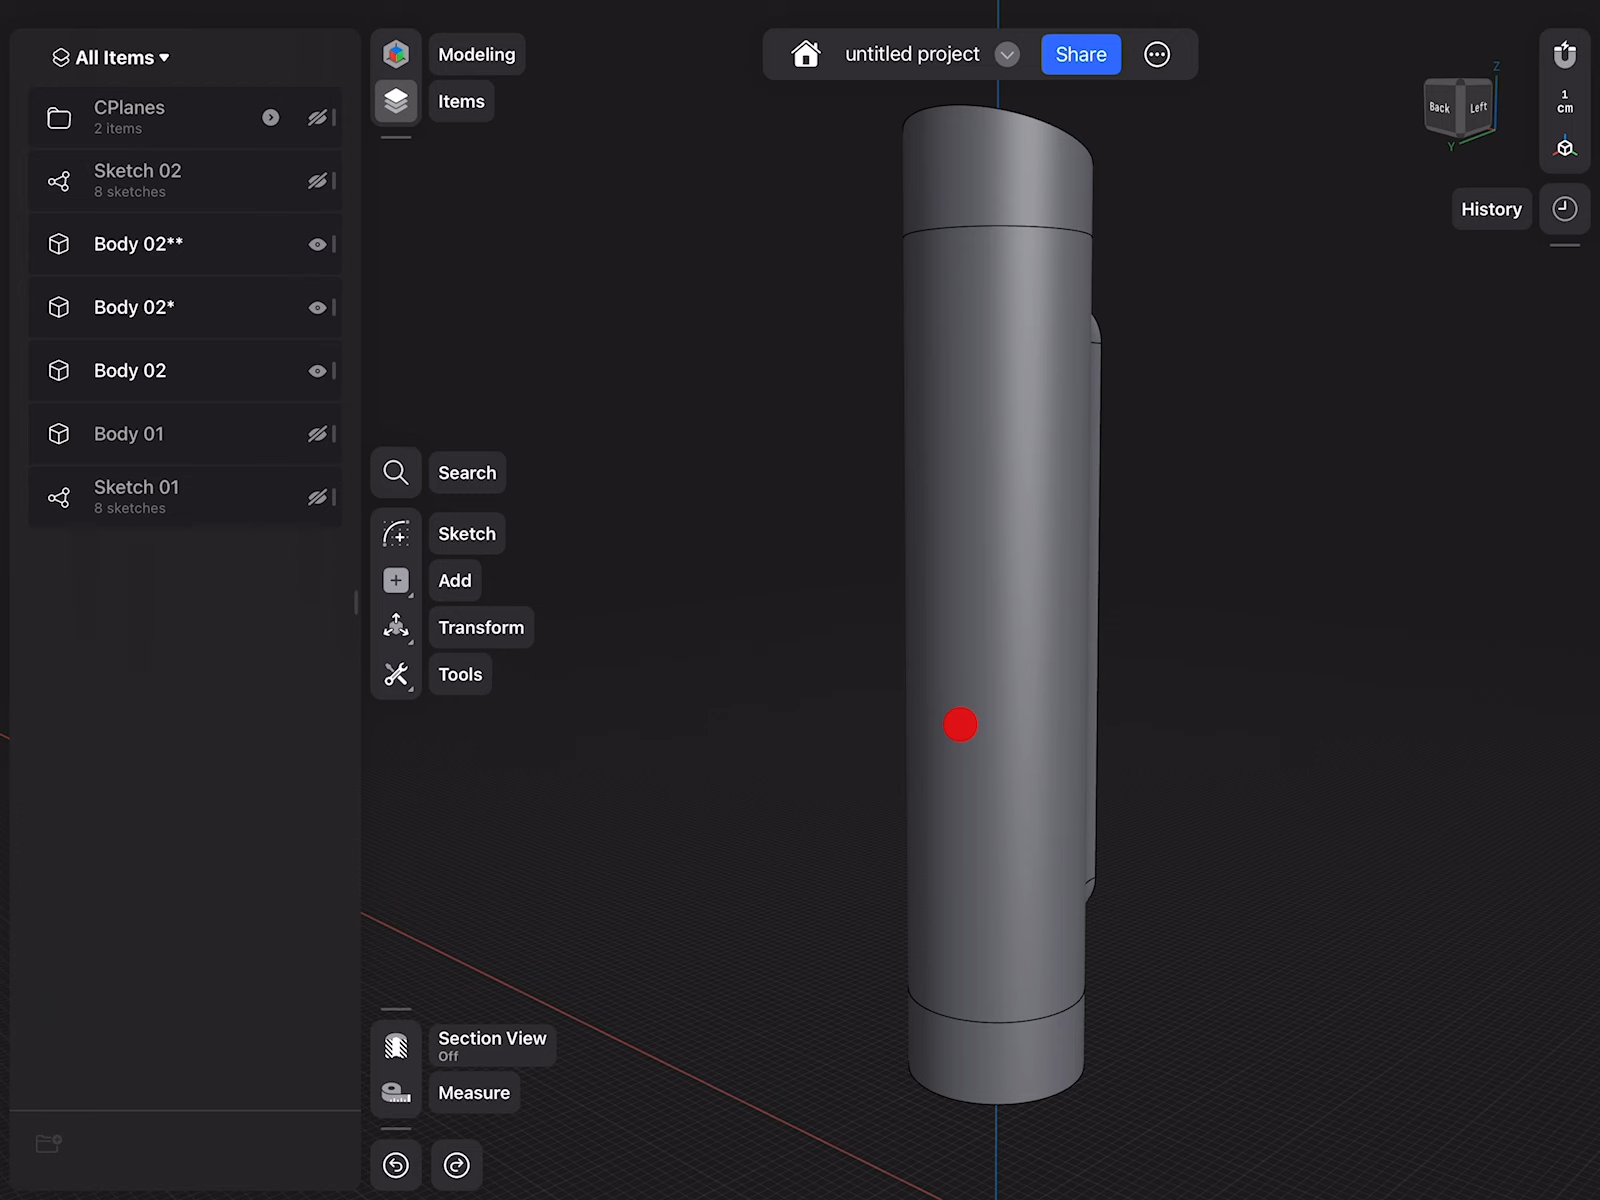 All Items
CPlanes
2 items
Sketch 02
8 sketches
Body 02**
Body 02*
Body 02
Body 01
Sketch 01
8 sketches
Modeling
Items
Search
Sketch
Add
Transform
Tools
Section View
Off
Measure
untitled project
Share
Z
Back
Left
Y
1
cm
History